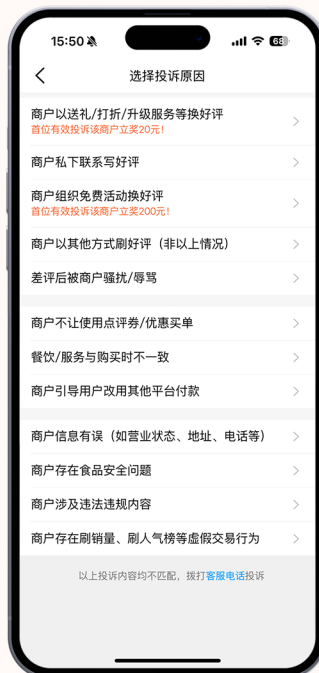 15:50
68
选择投诉原因
商户以送礼/打折/升级服务等换好评
首位有效投诉该商户立奖20元!
商户私下联系写好评
商户组织免费活动换好评
首位有效投诉该商户立奖200元!
商户以其他方式刷好评（非以上情况）
差评后被商户骚扰/辱骂
商户不让使用点评券/优惠买单
餐饮/服务与购买时不一致
商户引导用户改用其他平台付款
商户信息有误（如营业状态、地址、电话等）
商户存在食品安全问题
商户涉及违法违规内容
商户存在刷销量、刷人气榜等虚假交易行为
以上投诉内容均不匹配，拨打客服电话投诉